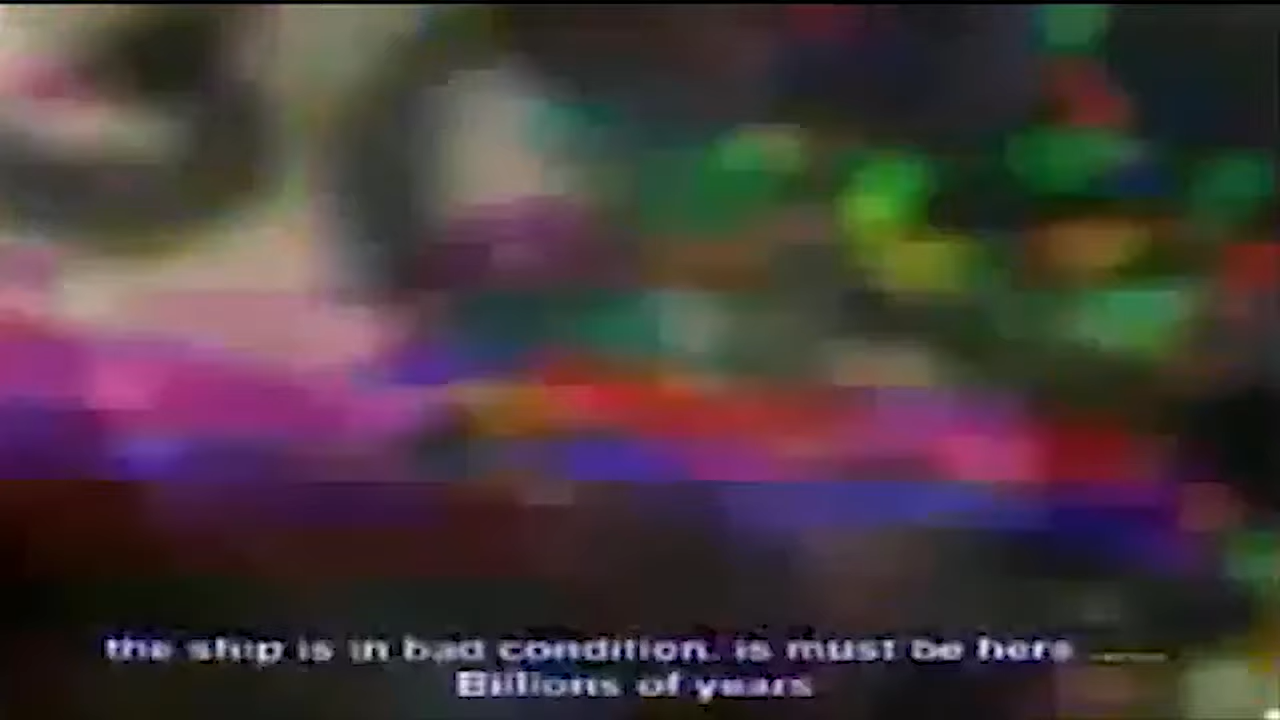 the ship is in bad condition. is must be here ......
Billions of years